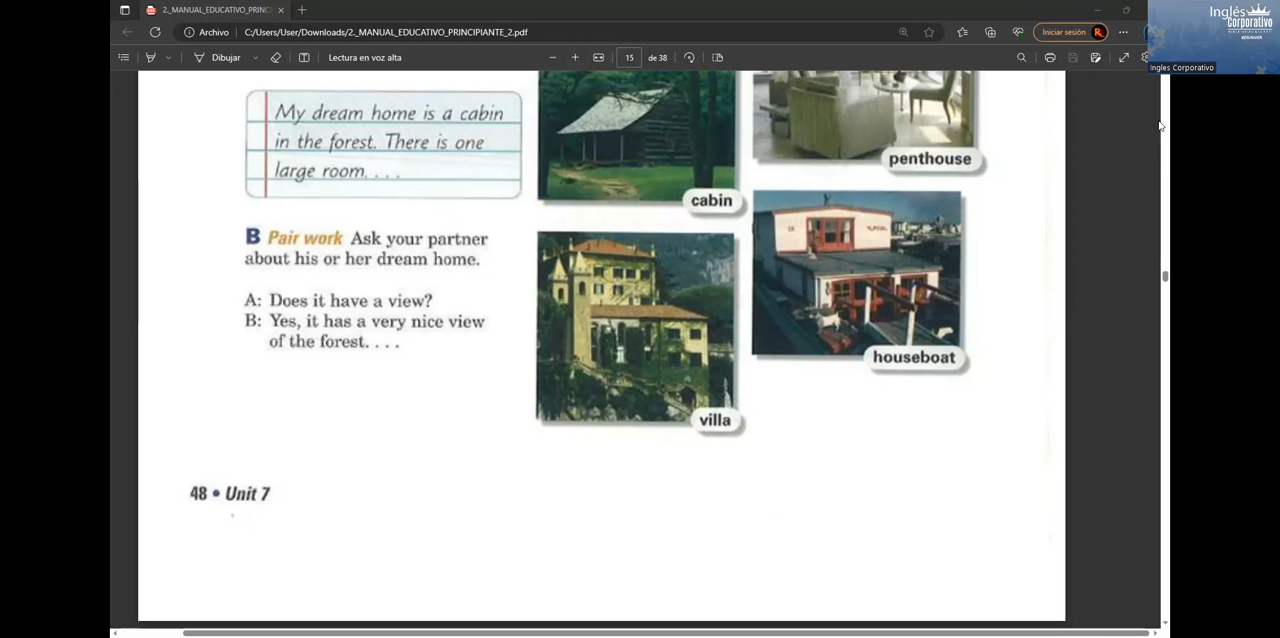 2._MANUAL_EDUCATIVO_PRINCI
Archivo
C:/Users/User/Downloads/2._MANUAL_EDUCATIVO_PRINCIPIANTE_2.pdf
Iniciar sesión
R
Dibujar
Lectura en voz alta
15
de 38
Inglés
Corporativo
Ingles Corporativo
My dream home is a cabin
in the forest. There is one
large room. . . .
cabin
penthouse
B Pair work Ask your partner
about his or her dream home.
A: Does it have a view?
B: Yes, it has a very nice view
of the forest. . . .
villa
houseboat
48 • Unit 7